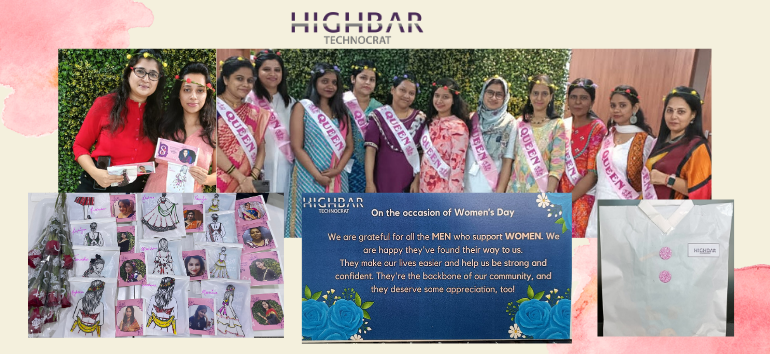 HIGHBAR
TECHNOCRAT
QUEEN
QUEEN
QUEEN
QUEEN
QUEEN
QUEEN
HIGHBAR
TECHNOCRAT
On the occasion of Women's Day
We are grateful for all the MEN who support WOMEN. We
are happy they've found their way to us.
They make our lives easier and help us be strong and
confident. They're the backbone of our community, and
they deserve some appreciation, too!
HIGHBAR